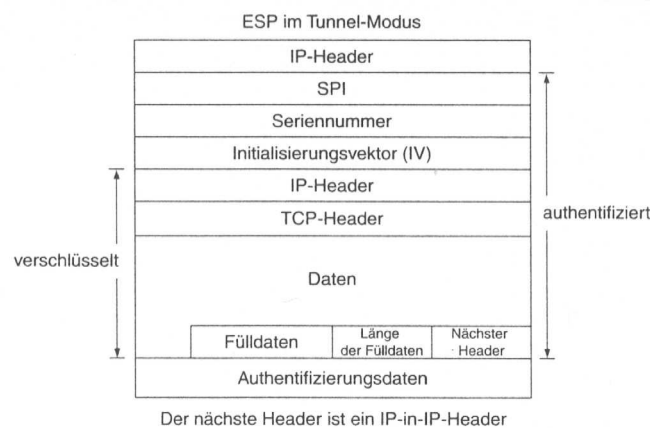 ESP im Tunnel-Modus
IP-Header
SPI
Seriennummer
Initialisierungsvektor (IV)
IP-Header
TCP-Header
authentifiziert
verschlüsselt
Daten
Fülldaten
Länge
der Fülldaten
Nächster
Header
Authentifizierungsdaten
Der nächste Header ist ein IP-in-IP-Header